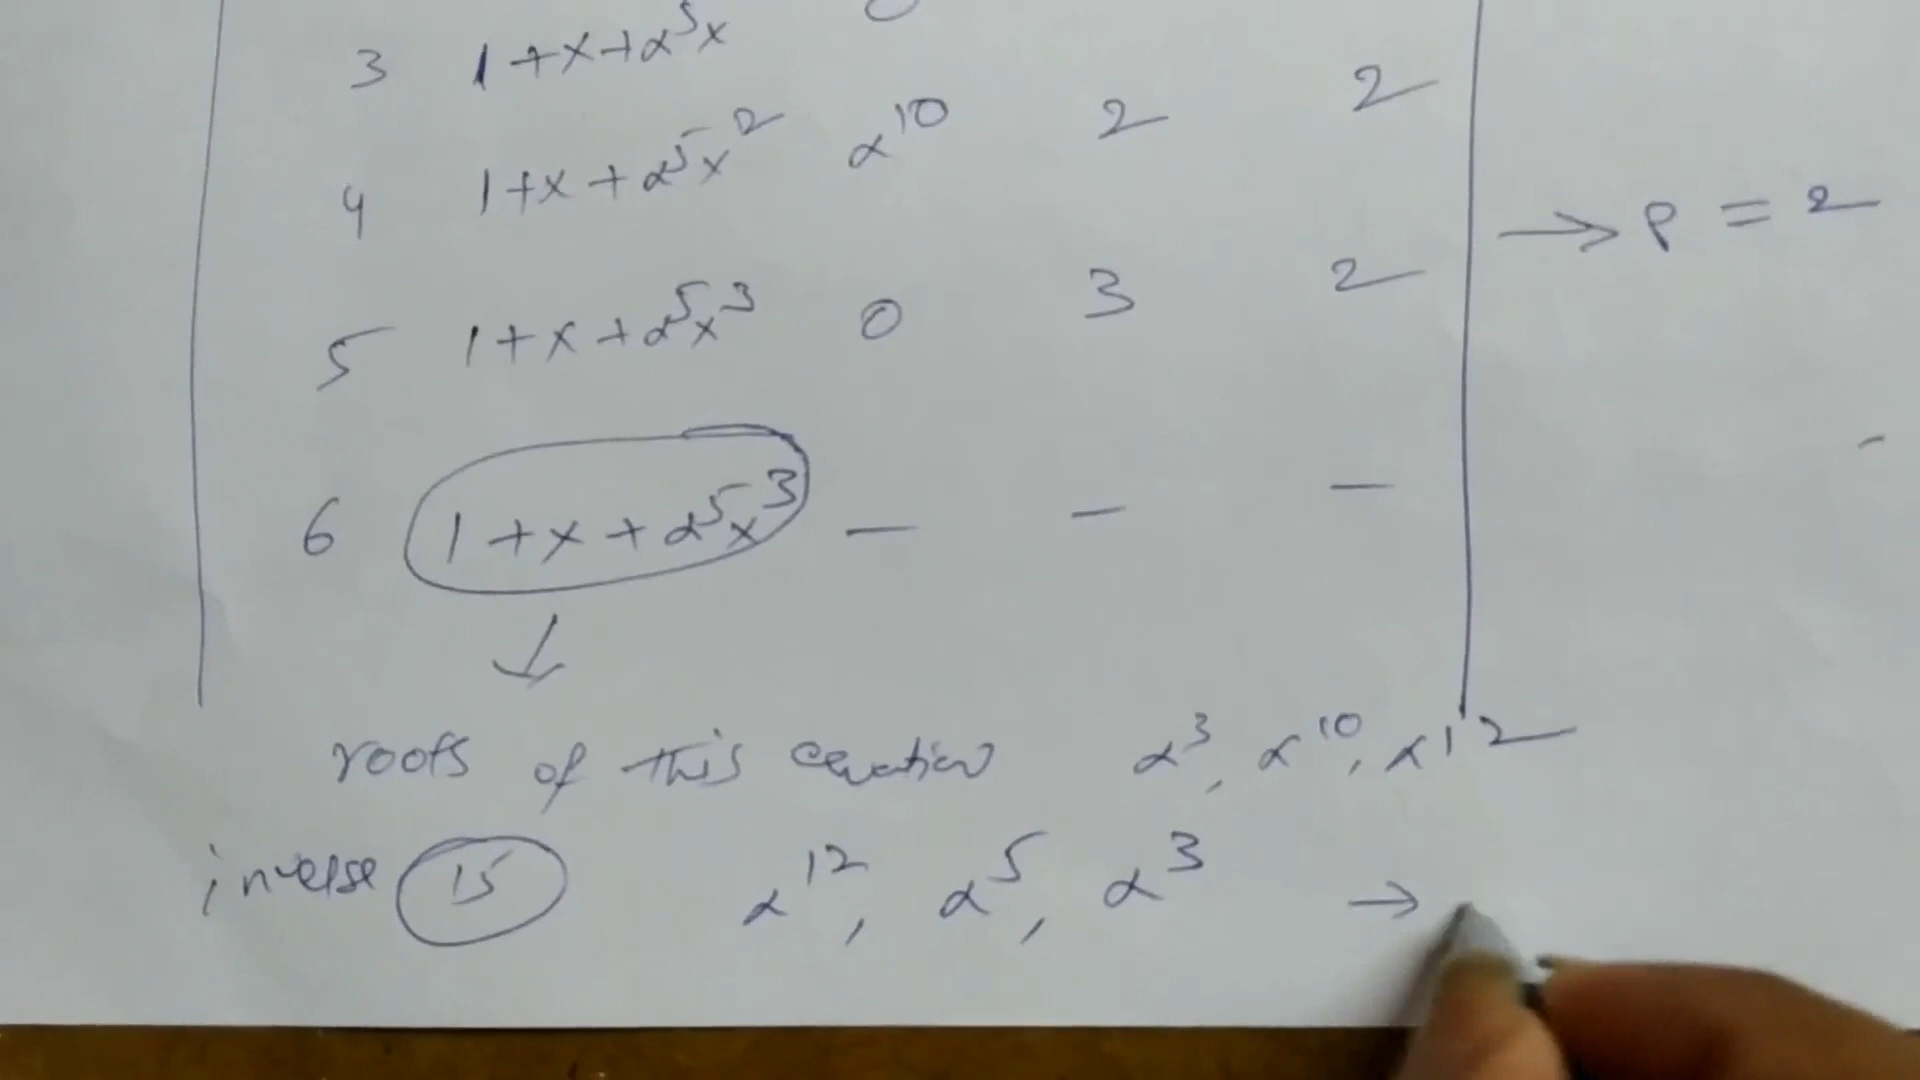 3 1+x+α⁵x 0
4 1+x+α⁵x² α¹⁰ 2 2
→ P = 2
5 1+x+α⁵x³ 0 3 2
6 1+x+α⁵x³ — — —
↓
roots of this equation α³, α¹⁰, α¹²
inverse 15 α¹², α⁵, α³ →